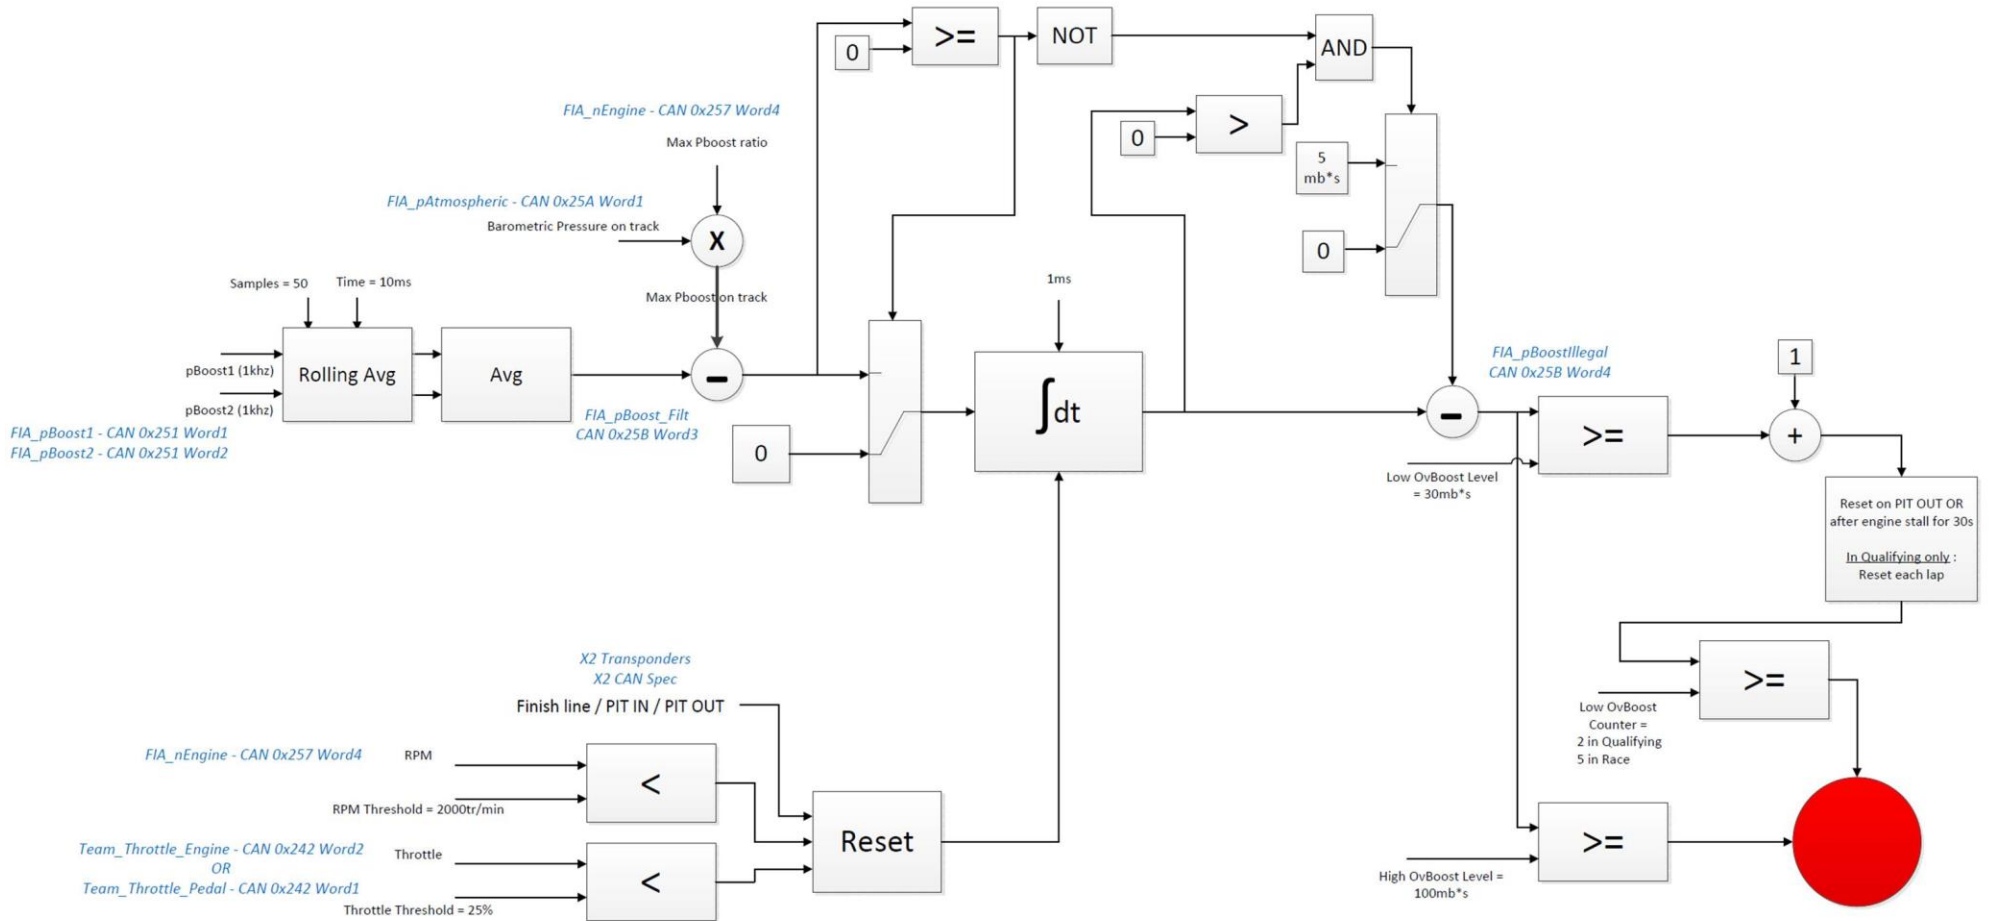 >=
NOT
AND
0
FIA_nEngine - CAN 0x257 Word4
Max Pboost ratio
>
0
5
mb*s
FIA_pAtmospheric - CAN 0x25A Word1
Barometric Pressure on track
X
0
Samples = 50
Time = 10ms
Max Pboost on track
1ms
pBoost1 (1khz)
pBoost2 (1khz)
Rolling Avg
Avg
-
FIA_pBoost1 - CAN 0x251 Word1
FIA_pBoost2 - CAN 0x251 Word2
FIA_pBoost_Filt
CAN 0x25B Word3
0
∫dt
FIA_pBoostIllegal
CAN 0x25B Word4
-
>=
1
+
Low OvBoost Level
= 30mb*s
Reset on PIT OUT OR
after engine stall for 30s
In Qualifying only :
Reset each lap
X2 Transponders
X2 CAN Spec
Finish line / PIT IN / PIT OUT
>=
Low OvBoost
Counter =
2 in Qualifying
5 in Race
FIA_nEngine - CAN 0x257 Word4
RPM
<
RPM Threshold = 2000tr/min
Team_Throttle_Engine - CAN 0x242 Word2
OR
Team_Throttle_Pedal - CAN 0x242 Word1
Throttle
<
Throttle Threshold = 25%
Reset
>=
High OvBoost Level =
100mb*s